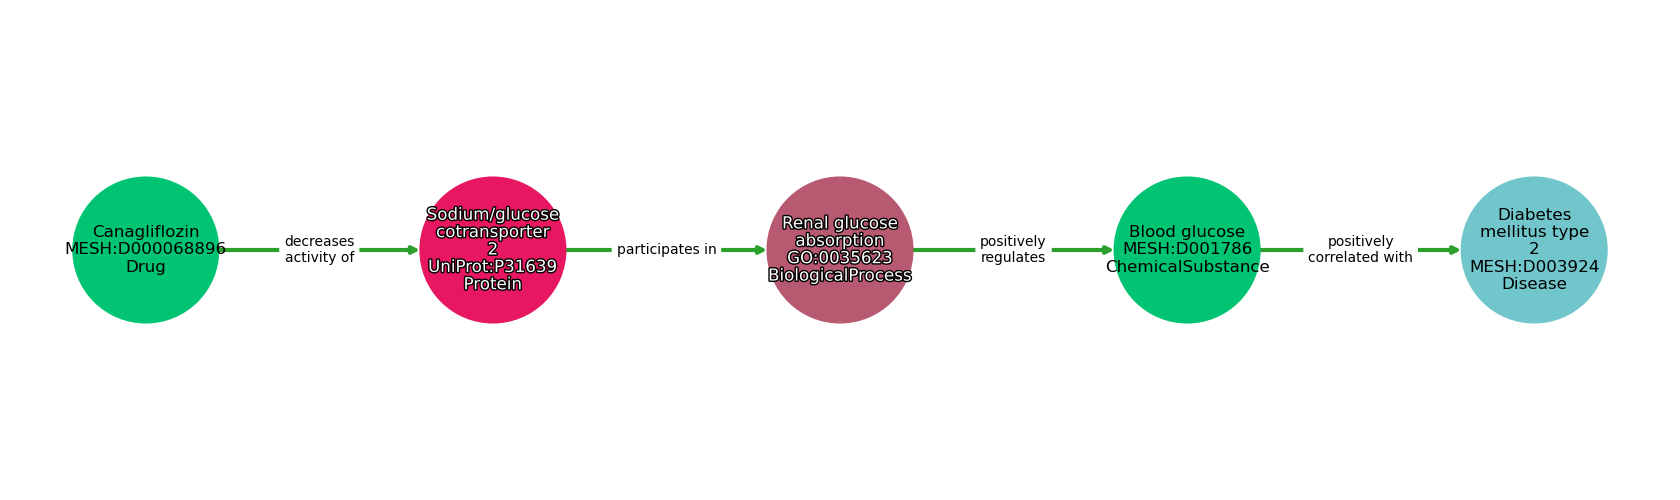 Canagliflozin
MESH:D000068896
Drug
decreases
activity of
Sodium/glucose
cotransporter
2
UniProt:P31639
Protein
participates in
Renal glucose
absorption
GO:0035623
BiologicalProcess
positively
regulates
Blood glucose
MESH:D001786
ChemicalSubstance
positively
correlated with
Diabetes
mellitus type
2
MESH:D003924
Disease